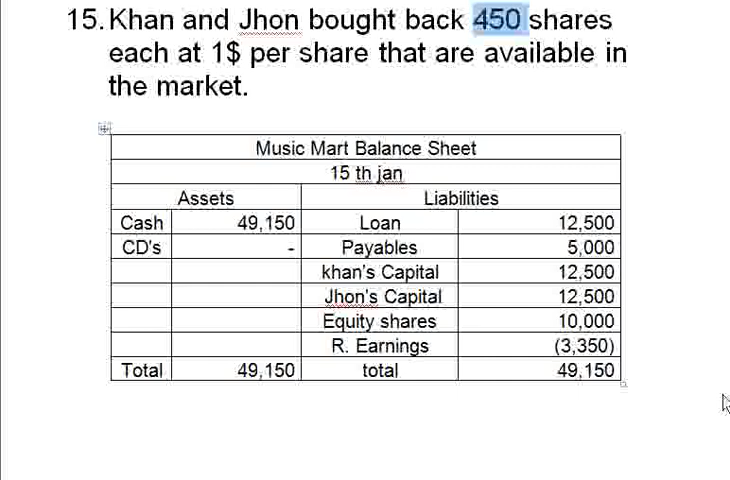 15. Khan and Jhon bought back 450 shares
each at 1$ per share that are available in
the market.
Music Mart Balance Sheet
15 th jan
Assets Liabilities
Cash 49,150 Loan 12,500
CD's - Payables 5,000
khan's Capital 12,500
Jhon's Capital 12,500
Equity shares 10,000
R. Earnings (3,350)
Total 49,150 total 49,150